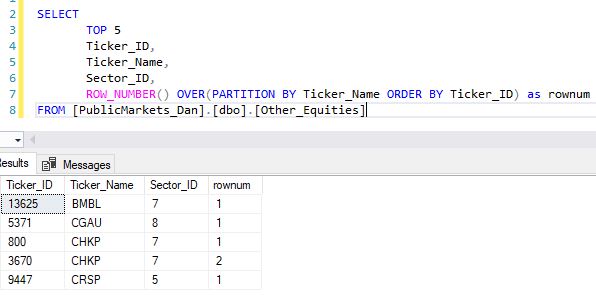 2 SELECT
3 TOP 5
4 Ticker_ID,
5 Ticker_Name,
6 Sector_ID,
7 ROW_NUMBER() OVER(PARTITION BY Ticker_Name ORDER BY Ticker_ID) as rownum
8 FROM [PublicMarkets_Dan].[dbo].[Other_Equities]
Results Messages
Ticker_ID Ticker_Name Sector_ID rownum
13625 BMBL 7 1
5371 CGAU 8 1
800 CHKP 7 1
3670 CHKP 7 2
9447 CRSP 5 1